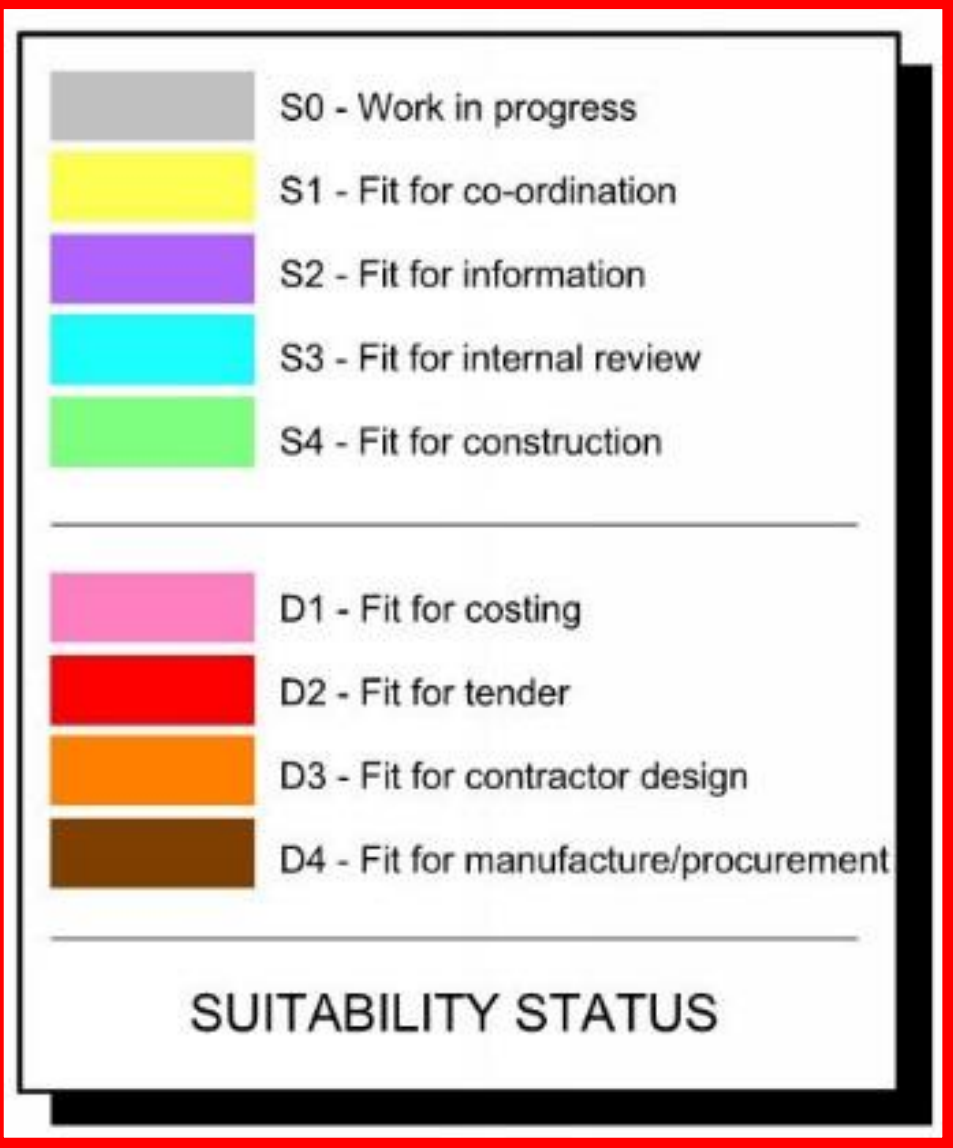 S0 - Work in progress
S1 - Fit for co-ordination
S2 - Fit for information
S3 - Fit for internal review
S4 - Fit for construction
D1 - Fit for costing
D2 - Fit for tender
D3 - Fit for contractor design
D4 - Fit for manufacture/procurement
SUITABILITY STATUS